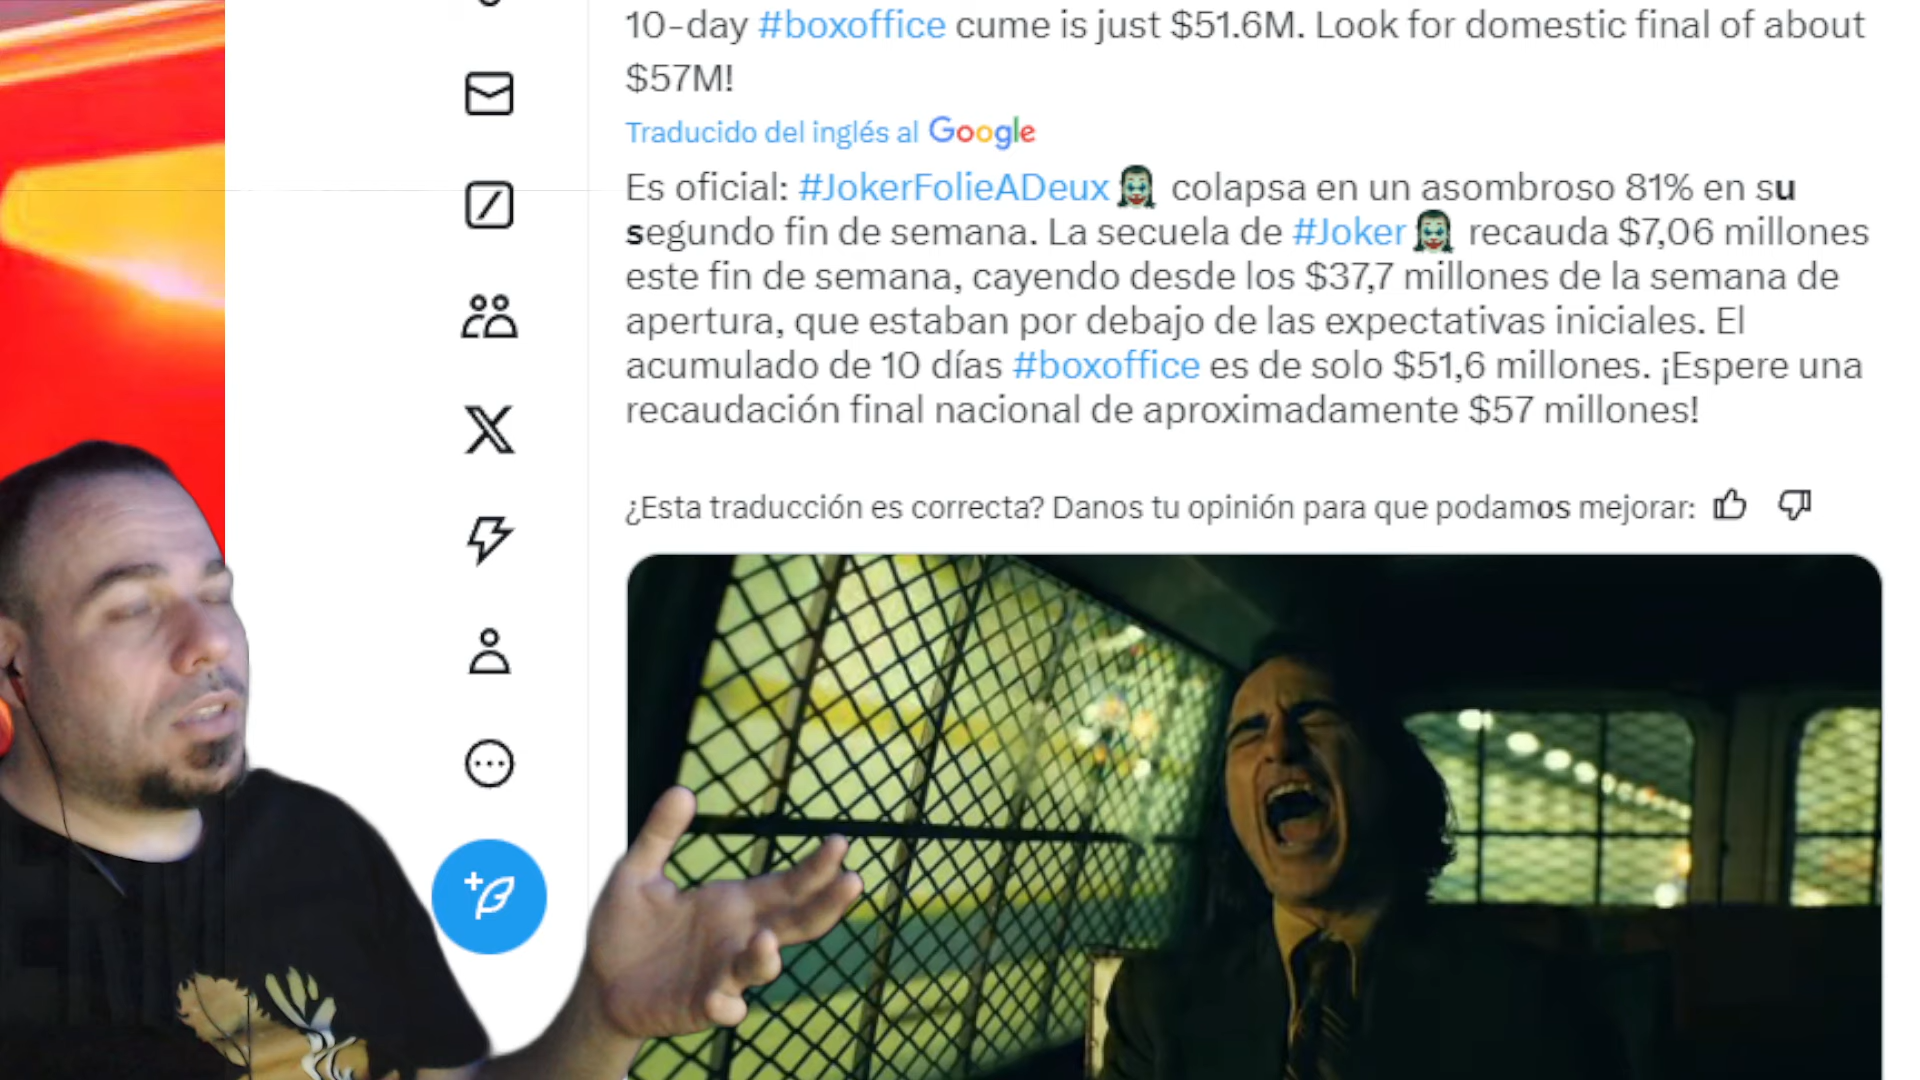 10-day #boxoffice cume is just $51.6M. Look for domestic final of about
$57M!
Traducido del inglés al Google
Es oficial: #JokerFolieADeux colapsa en un asombroso 81% en su
segundo fin de semana. La secuela de #Joker recauda $7,06 millones
este fin de semana, cayendo desde los $37,7 millones de la semana de
apertura, que estaban por debajo de las expectativas iniciales. El
acumulado de 10 días #boxoffice es de solo $51,6 millones. ¡Espere una
recaudación final nacional de aproximadamente $57 millones!
¿Esta traducción es correcta? Danos tu opinión para que podamos mejorar: